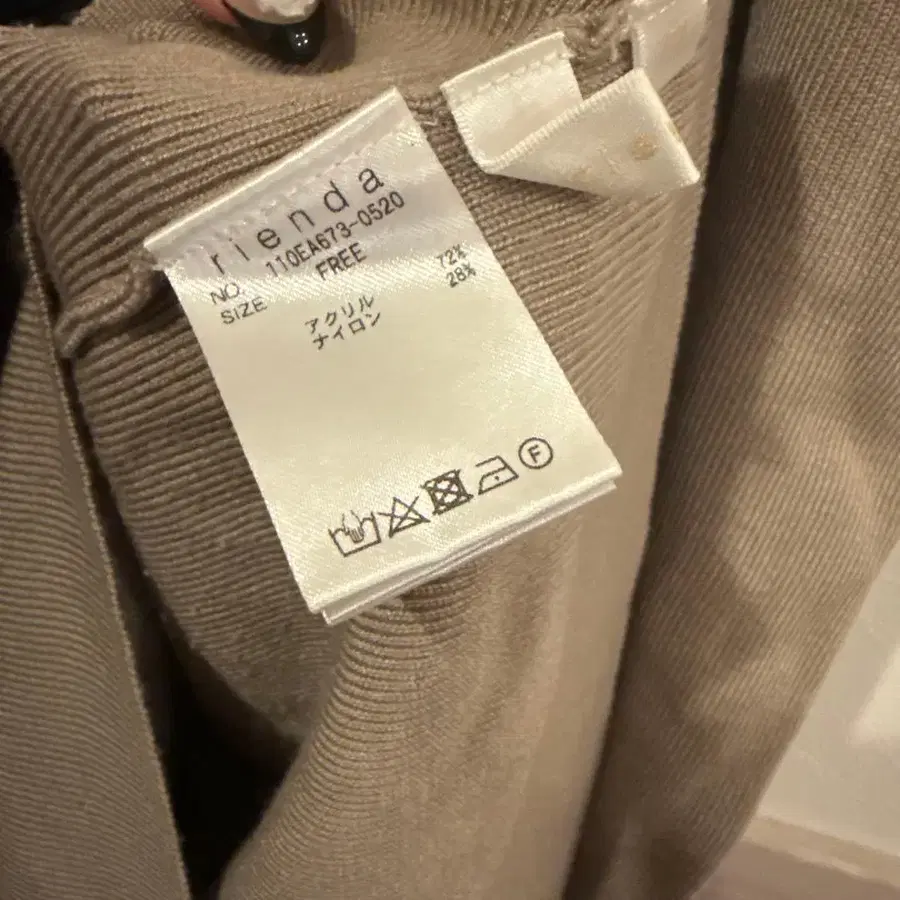 rienda
NO. 110EA673-0520
SIZE FREE
アクリル 72%
ナイロン 28%
F